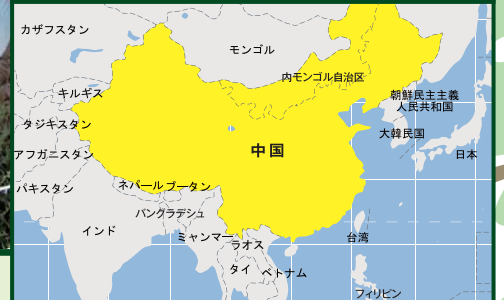 カザフスタン
モンゴル
内モンゴル自治区
キルギス
朝鮮民主主義
人民共和国
タジキスタン
大韓民国
アフガニスタン
中国
日本
パキスタン
ネパール ブータン
バングラデシュ
インド
ミャンマー
ラオス
台湾
タイ
ベトナム
フィリピン